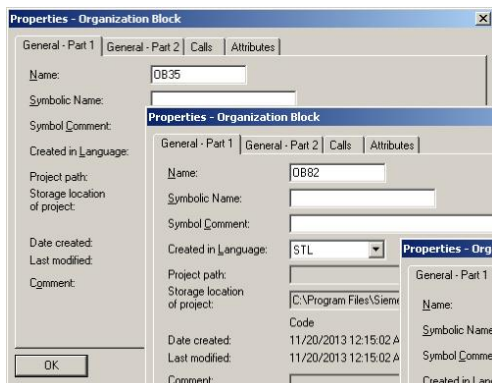 Properties - Organization Block
General - Part 1 General - Part 2 Calls Attributes
Name: OB35
Symbolic Name:
Symbol Comment:
Created in Language:
Project path:
Storage location
of project:
Date created:
Last modified:
Comment:
OK
Properties - Organization Block
General - Part 1 General - Part 2 Calls Attributes
Name: OB82
Symbolic Name:
Symbol Comment:
Created in Language: STL
Project path:
Storage location
of project: C:\Program Files\Sieme
Code
Date created: 11/20/2013 12:15:02 A
Last modified: 11/20/2013 12:15:02 A
Comment:
Properties - Org
General - Part 1
Name:
Symbolic Name
Symbol Comme
Created in Lang